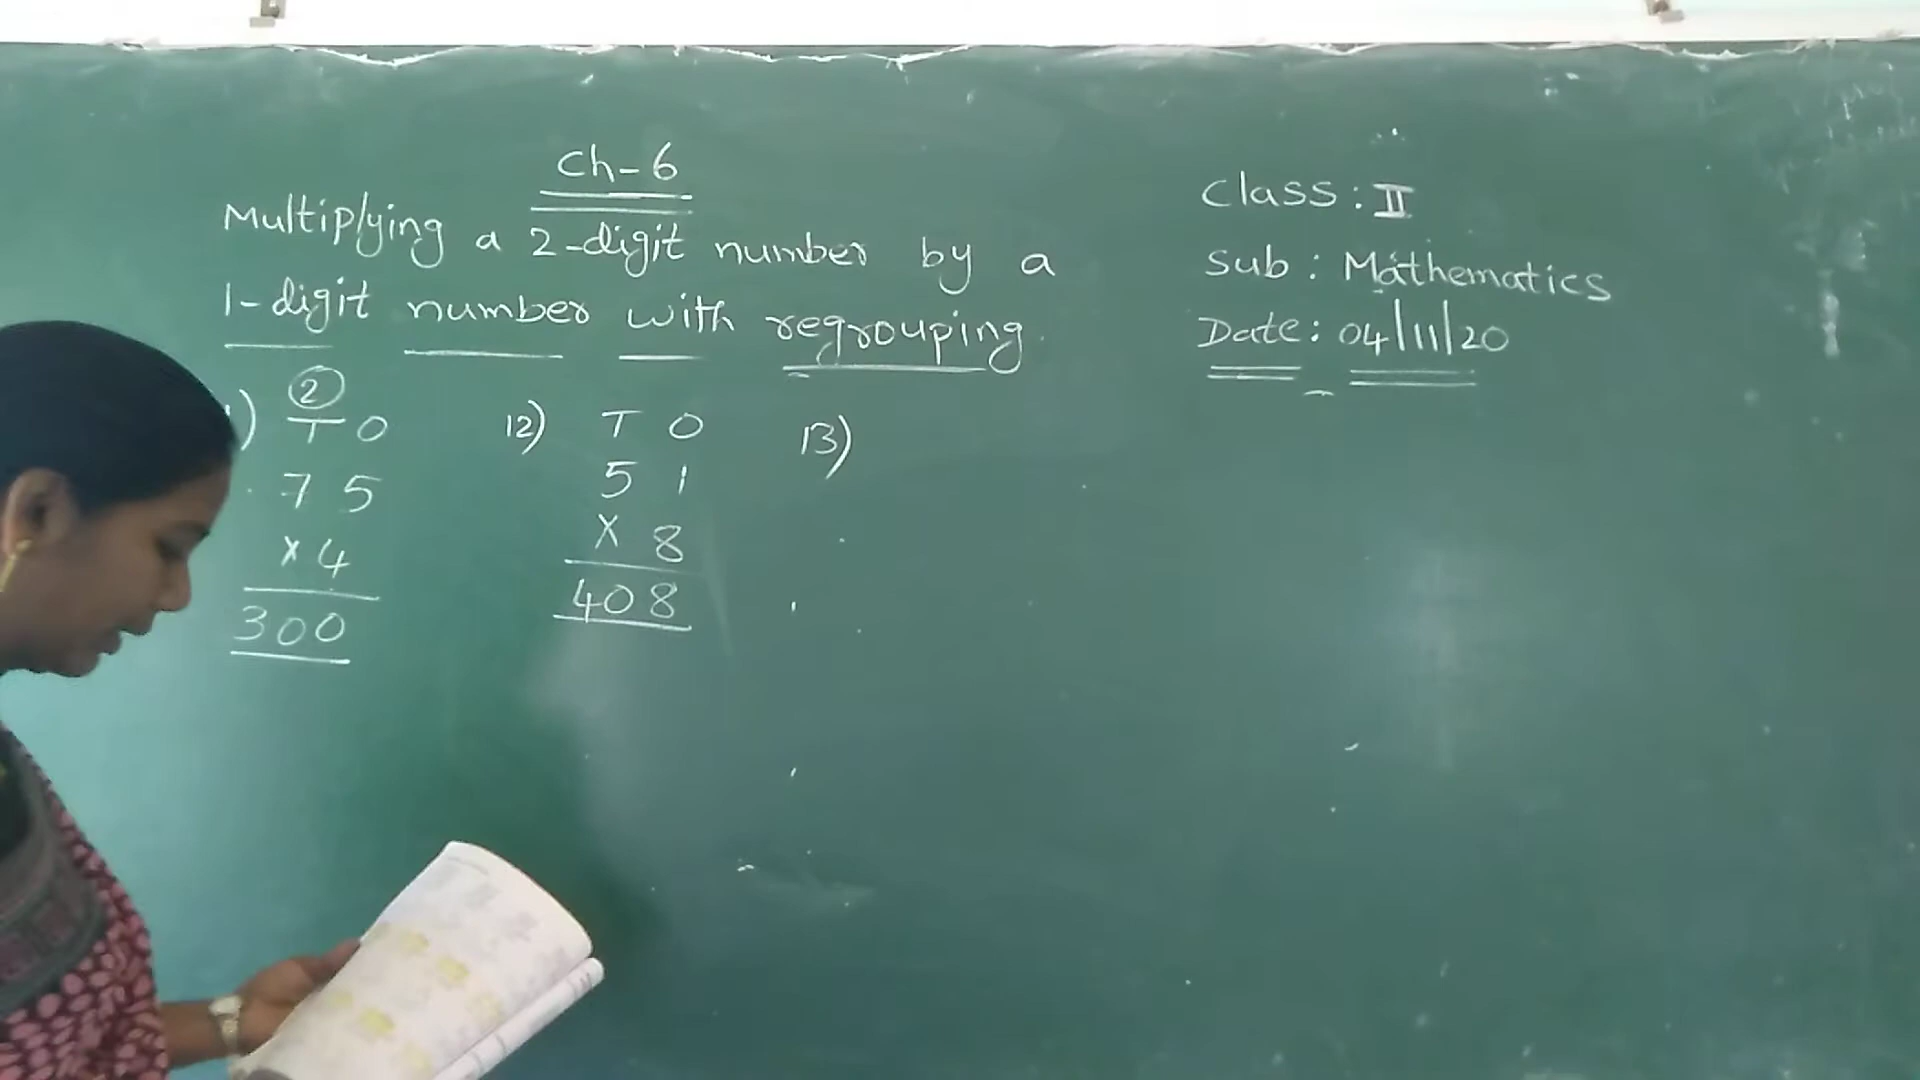 Ch-6
Multiplying a 2-digit number by a
1-digit number with regrouping.
Class: II
Sub: Mathematics
Date: 04/11/20
)
2
T O
7 5
x 4
300
12)
T O
5 1
X 8
408
13)